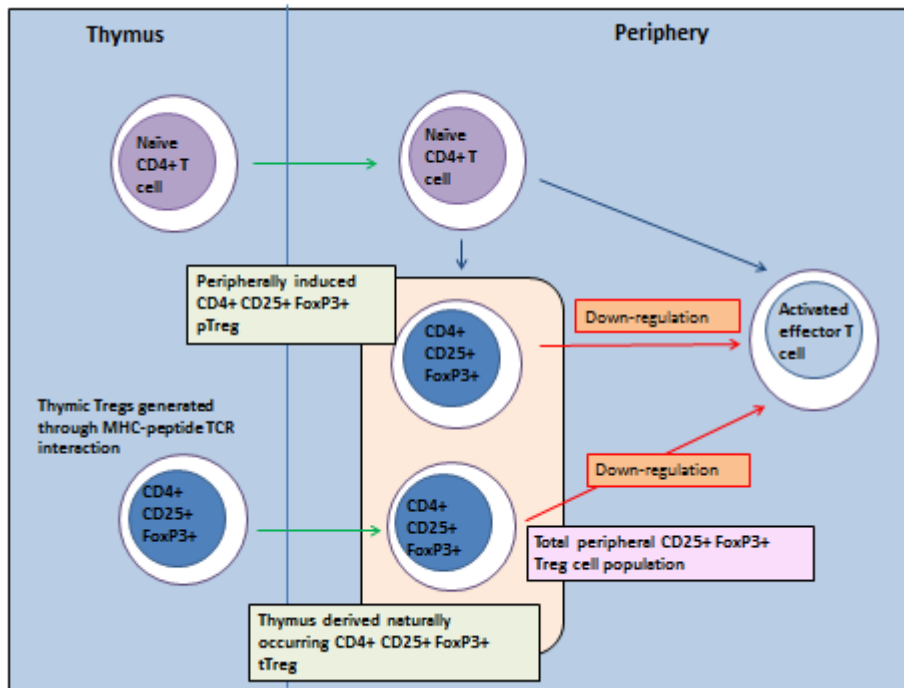 Thymus
Periphery
Naïve
CD4+ T
cell
Naïve
CD4+ T
cell
Peripherally induced
CD4+ CD25+ FoxP3+
pTreg
CD4+
CD25+
FoxP3+
Down-regulation
Activated
effector T
cell
Thymic Tregs generated
through MHC-peptide TCR
interaction
CD4+
CD25+
FoxP3+
CD4+
CD25+
FoxP3+
Down-regulation
Total peripheral CD25+ FoxP3+
Treg cell population
Thymus derived naturally
occurring CD4+ CD25+ FoxP3+
tTreg